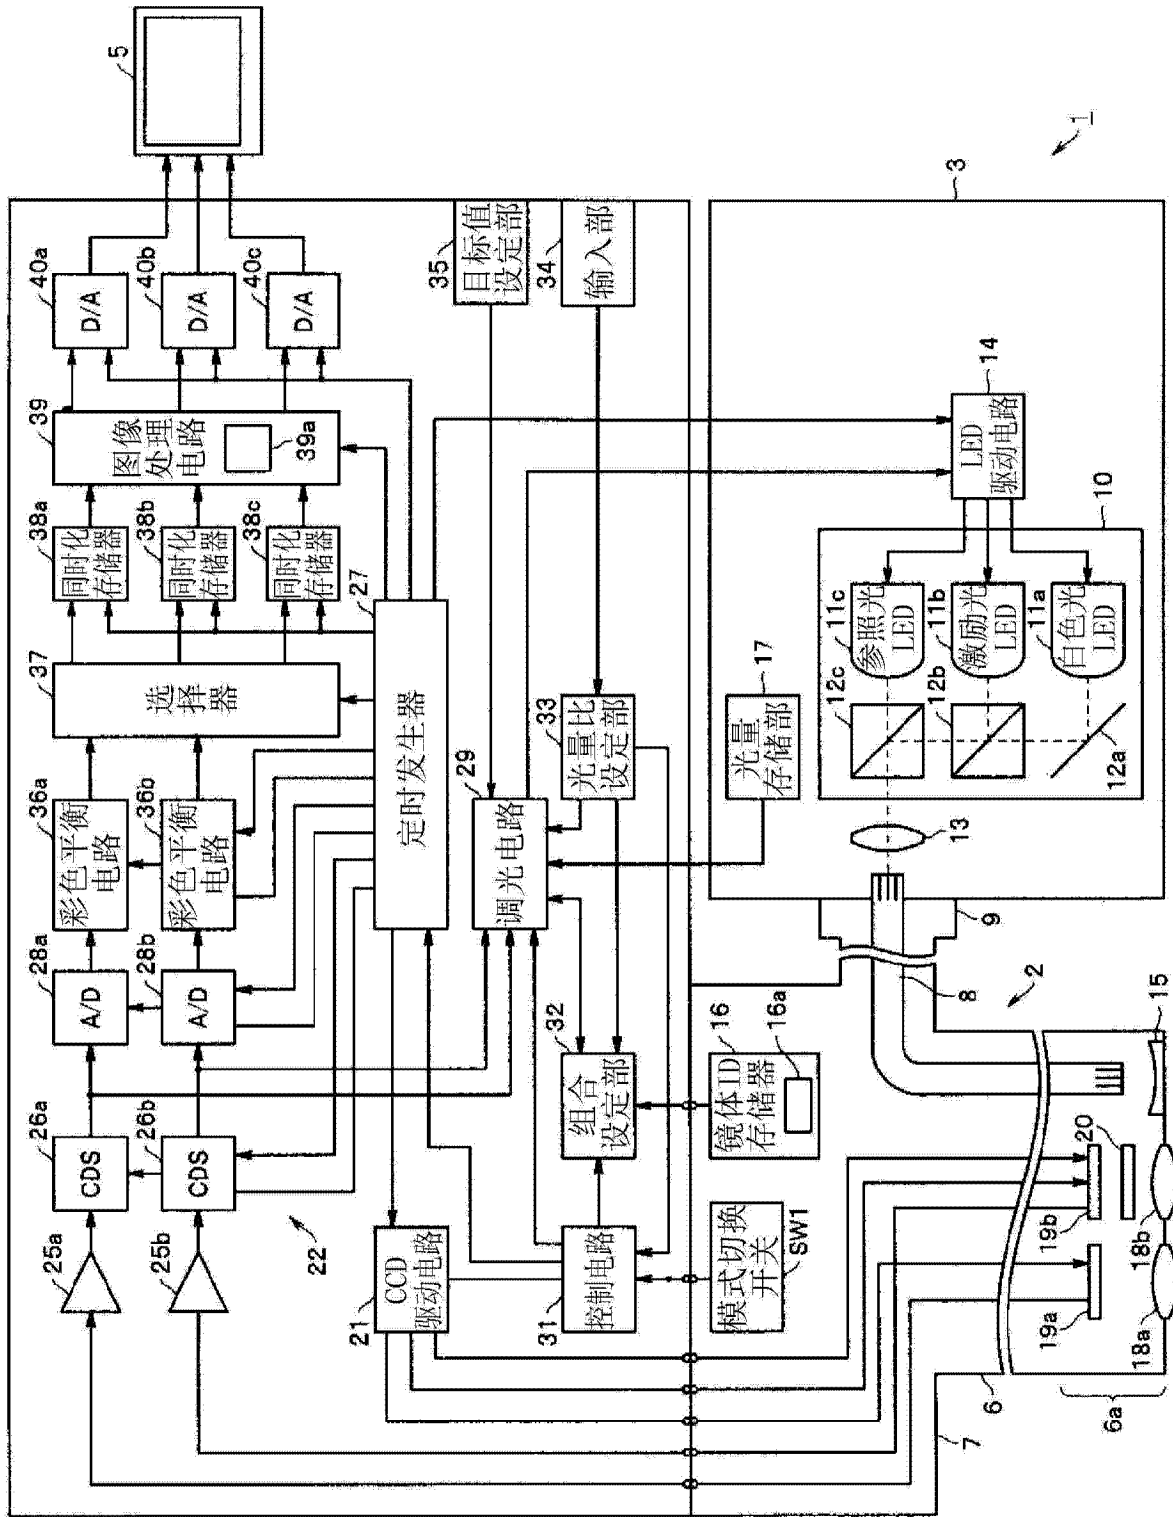 5
40a
D/A
40b
D/A
40c
D/A
39
图像
处理
电路
39a
38a
同时化
存储器
38b
同时化
存储器
38c
同时化
存储器
37
选择
器
36a
彩色平衡
电路
36b
彩色平衡
电路
28a
A/D
28b
A/D
26a
CDS
26b
CDS
25a
25b
22
27
定时发生器
21
CCD
驱动电路
29
调光电路
35
目标值
设定部
34
输入部
33
光量比
设定部
32
组合
设定部
31
控制电路
16
镜体ID
存储器
16a
模式切换
开关
SW1
17
光量
存储部
1
3
14
LED
驱动电路
10
11c
参照光
LED
11b
激励光
LED
11a
白色光
LED
12c
12b
12a
13
9
8
2
15
20
19b
19a
18b
18a
6
6a
7